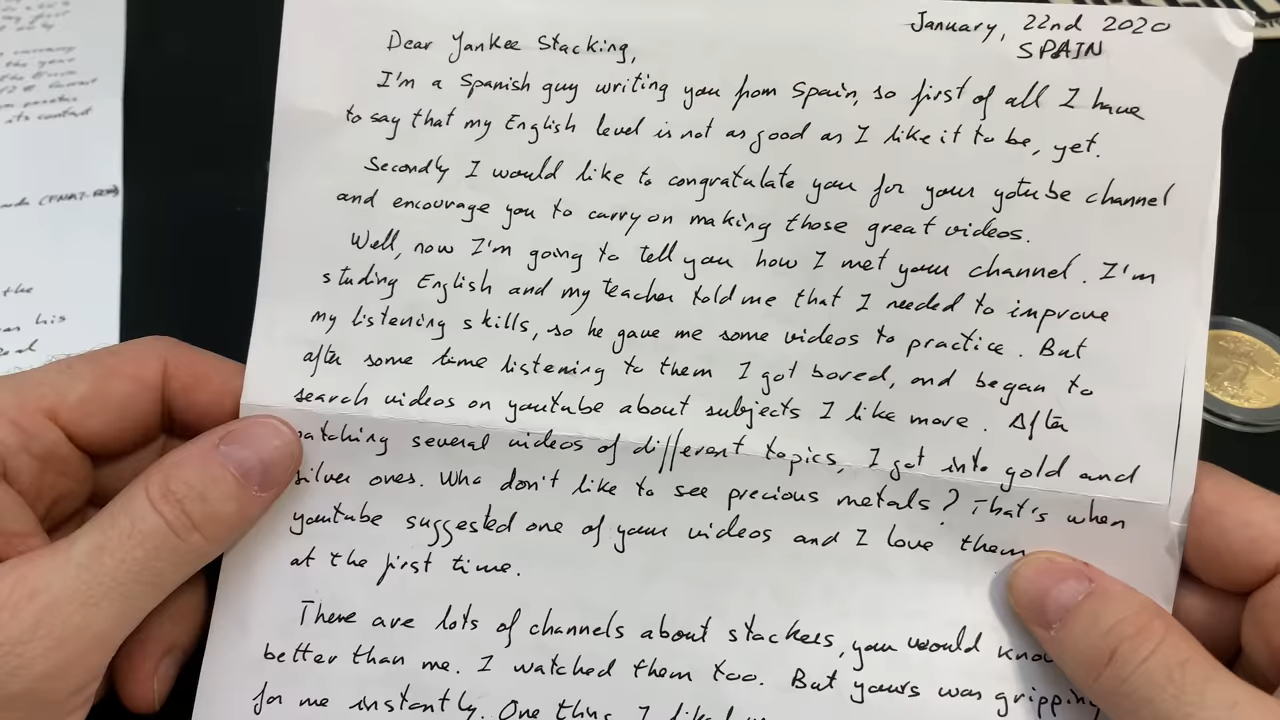 January, 22nd 2020
SPAIN
Dear Yankee Stacking,
I'm a Spanish guy writing you from Spain, so first of all I have
to say that my English level is not as good as I like it to be, yet.
Secondly I would like to congratulate you for your yotube channel
and encourage you to carry on making those great videos.
Well, now I'm going to tell you how I met your channel. I'm
studing English and my teacher told me that I needed to improve
my listening skills, so he gave me some videos to practice. But
after some time listening to them I got bored, and began to
search videos on youtube about subjects I like more. After
watching several videos of different topics, I got into gold and
silver ones. Who don't like to see precious metals? That's when
youtube suggested one of your videos and I love them
at the first time.
There are lots of channels about stackers, you would know
better than me. I watched them too. But yours was gripping
for me instantly. One thing I liked
the
his